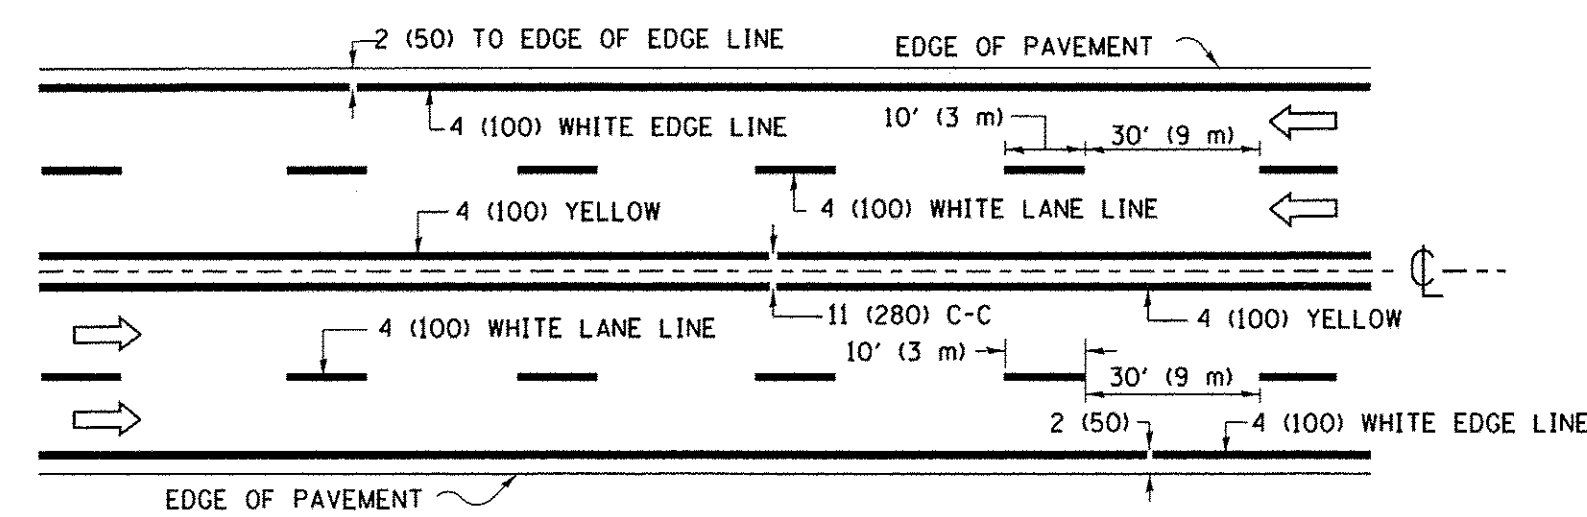 2 (50) TO EDGE OF EDGE LINE
EDGE OF PAVEMENT
4 (100) WHITE EDGE LINE
10' (3 m)
30' (9 m)
4 (100) YELLOW
4 (100) WHITE LANE LINE
CL
11 (280) C-C
4 (100) YELLOW
4 (100) WHITE LANE LINE
10' (3 m)
30' (9 m)
2 (50)
4 (100) WHITE EDGE LINE
EDGE OF PAVEMENT